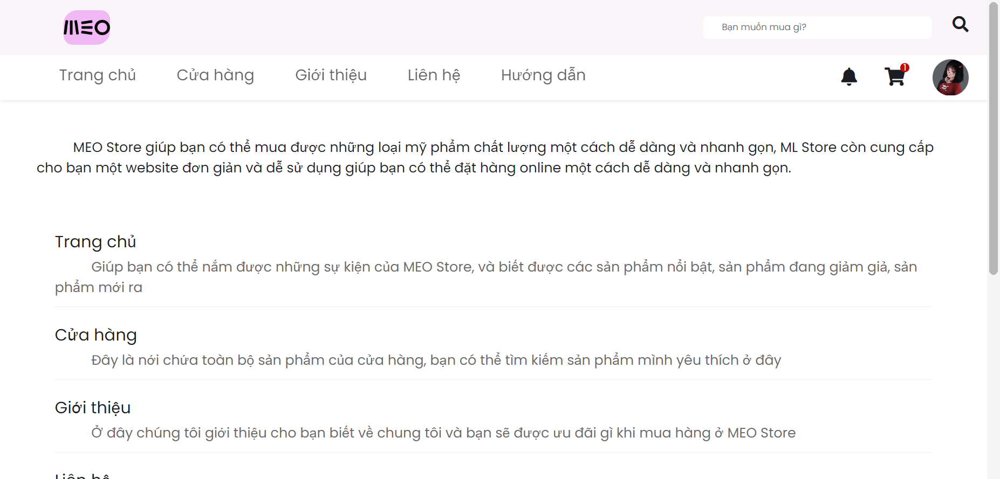 MEO
Bạn muốn mua gì?
Trang chủ Cửa hàng Giới thiệu Liên hệ Hướng dẫn
1
MEO Store giúp bạn có thể mua được những loại mỹ phẩm chất lượng một cách dễ dàng và nhanh gọn, ML Store còn cung cấp
cho bạn một website đơn giản và dễ sử dụng giúp bạn có thể đặt hàng online một cách dễ dàng và nhanh gọn.
Trang chủ
Giúp bạn có thể nắm được những sự kiện của MEO Store, và biết được các sản phẩm nổi bật, sản phẩm đang giảm giả, sản
phẩm mới ra
Cửa hàng
Đây là nới chứa toàn bộ sản phẩm của cửa hàng, bạn có thể tìm kiếm sản phẩm mình yêu thích ở đây
Giới thiệu
Ở đây chúng tôi giới thiệu cho bạn biết về chung tôi và bạn sẽ được ưu đãi gì khi mua hàng ở MEO Store
Liên hệ